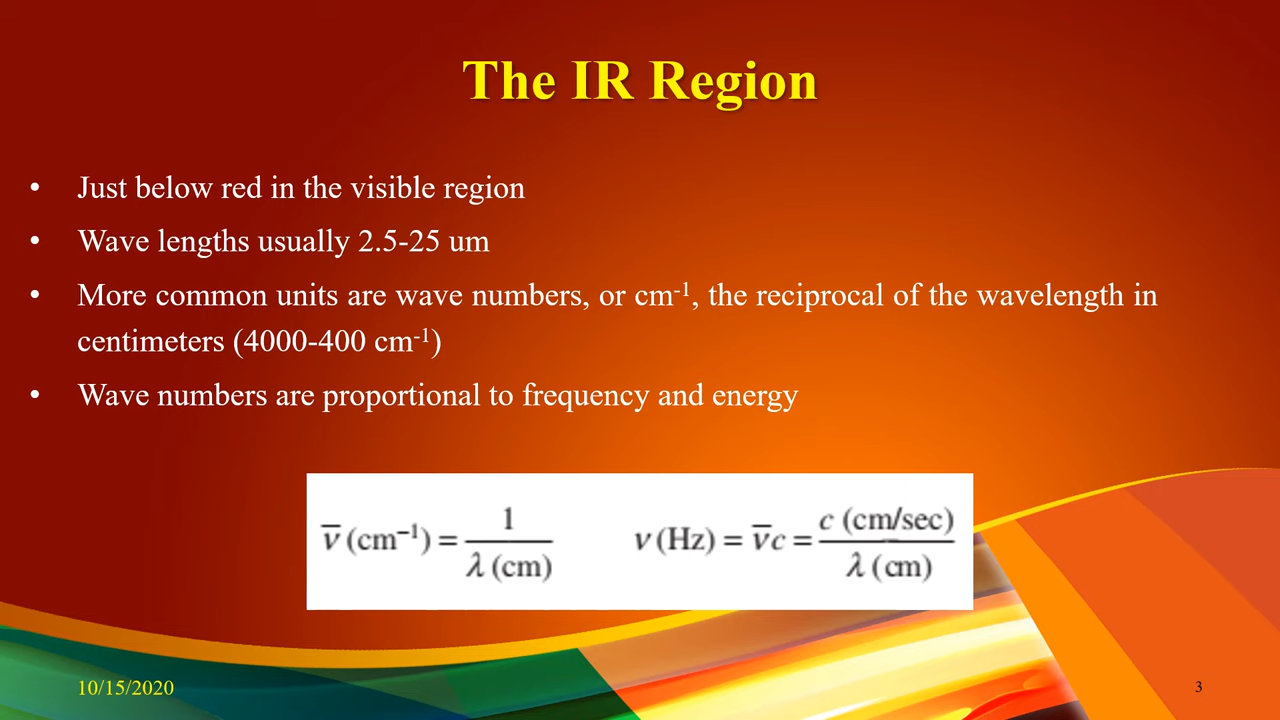 The IR Region
• Just below red in the visible region
• Wave lengths usually 2.5-25 um
• More common units are wave numbers, or cm⁻¹, the reciprocal of the wavelength in
centimeters (4000-400 cm⁻¹)
• Wave numbers are proportional to frequency and energy
ν̅ (cm⁻¹) = 1 / λ (cm)    ν (Hz) = ν̅c = c (cm/sec) / λ (cm)
10/15/2020
3